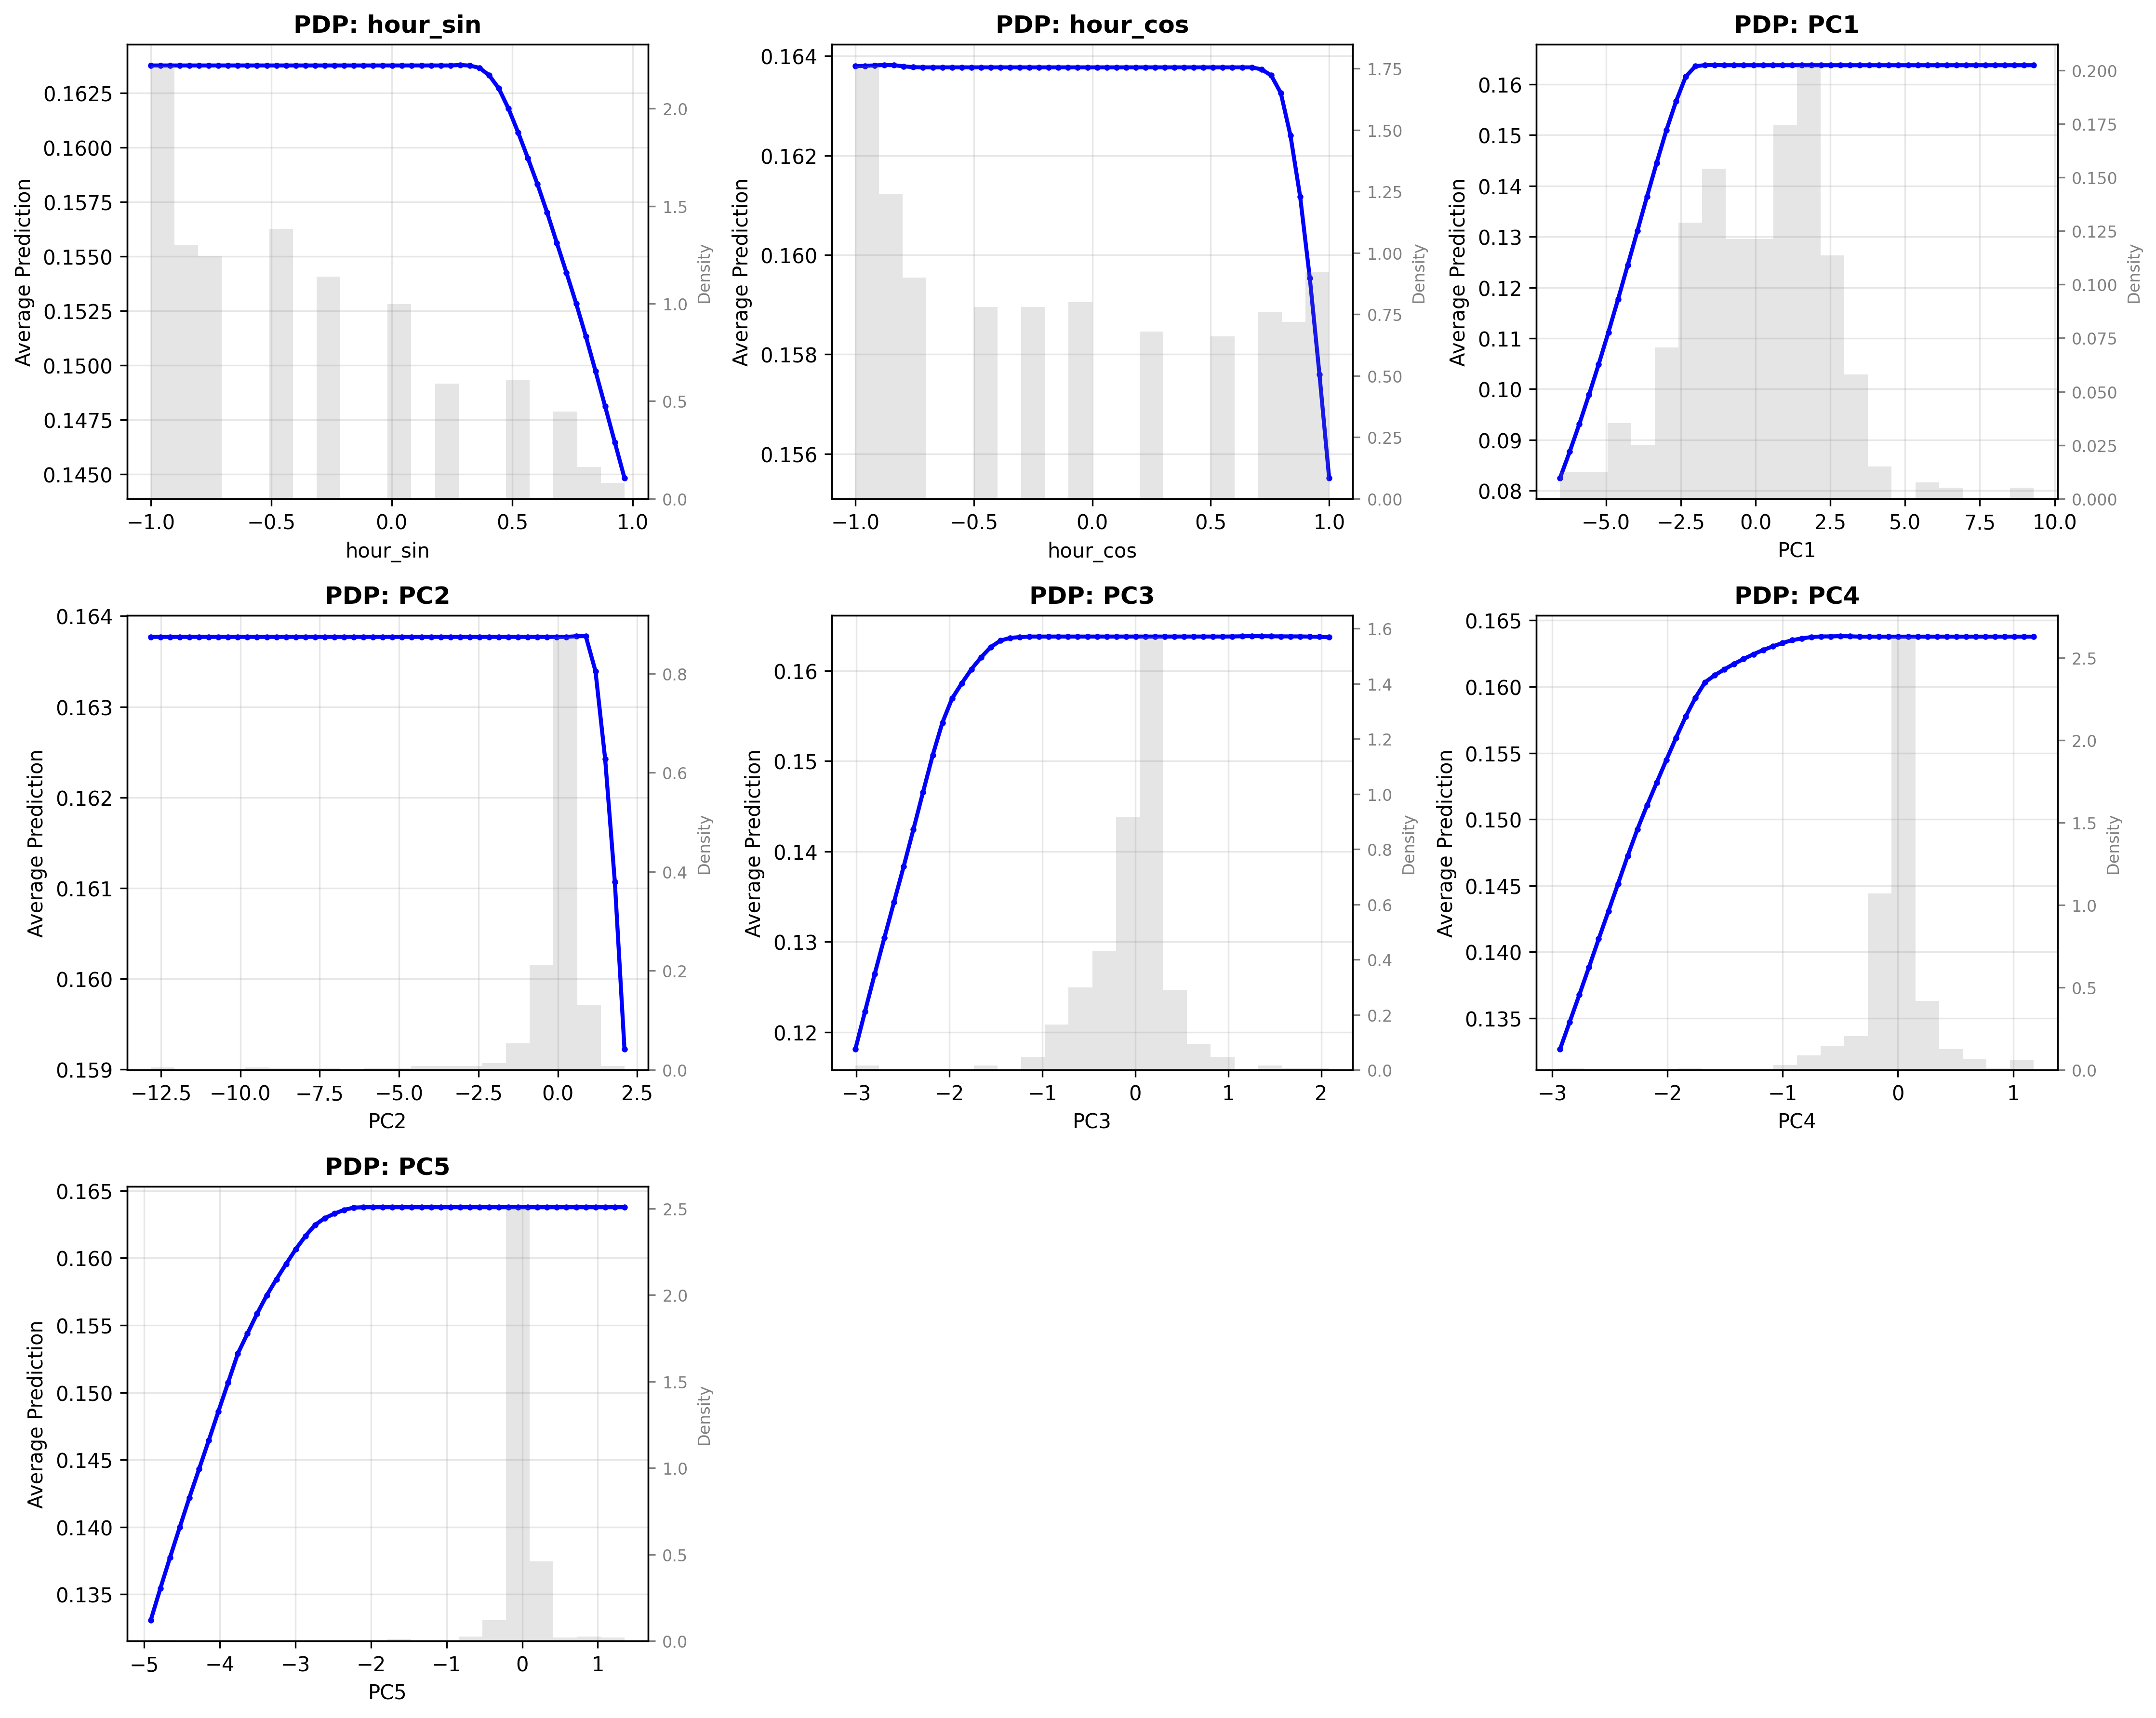 PDP: hour_sin
0.1625
0.1600
0.1575
0.1550
0.1525
0.1500
0.1475
0.1450
Average Prediction
2.0
1.5
1.0
0.5
0.0
Density
−1.0 −0.5 0.0 0.5 1.0
hour_sin
PDP: hour_cos
0.164
0.162
0.160
0.158
0.156
Average Prediction
1.75
1.50
1.25
1.00
0.75
0.50
0.25
0.00
Density
−1.0 −0.5 0.0 0.5 1.0
hour_cos
PDP: PC1
0.16
0.15
0.14
0.13
0.12
0.11
0.10
0.09
0.08
Average Prediction
0.200
0.175
0.150
0.125
0.100
0.075
0.050
0.025
0.000
Density
−5.0 −2.5 0.0 2.5 5.0 7.5 10.0
PC1
PDP: PC2
0.164
0.163
0.162
0.161
0.160
0.159
Average Prediction
0.8
0.6
0.4
0.2
0.0
Density
−12.5 −10.0 −7.5 −5.0 −2.5 0.0 2.5
PC2
PDP: PC3
0.16
0.15
0.14
0.13
0.12
Average Prediction
1.6
1.4
1.2
1.0
0.8
0.6
0.4
0.2
0.0
Density
−3 −2 −1 0 1 2
PC3
PDP: PC4
0.165
0.160
0.155
0.150
0.145
0.140
0.135
Average Prediction
2.5
2.0
1.5
1.0
0.5
0.0
Density
−3 −2 −1 0 1
PC4
PDP: PC5
0.165
0.160
0.155
0.150
0.145
0.140
0.135
Average Prediction
2.5
2.0
1.5
1.0
0.5
0.0
Density
−5 −4 −3 −2 −1 0 1
PC5